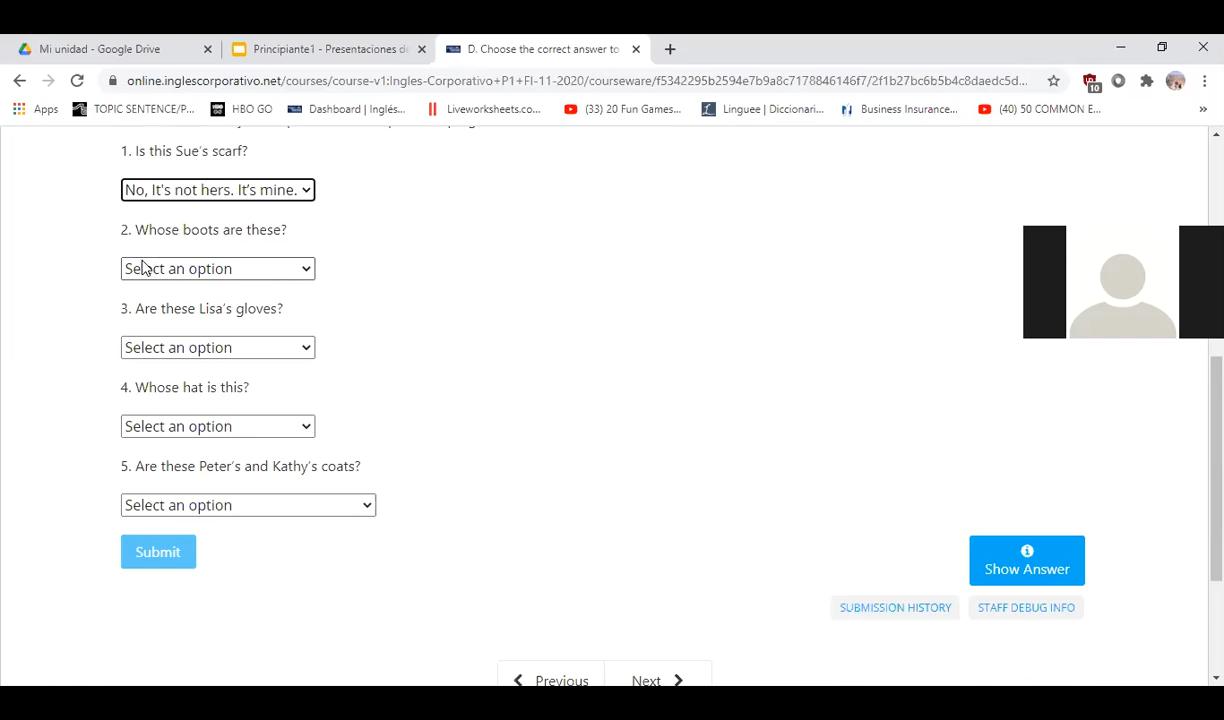 Mi unidad - Google Drive
Principiante1 - Presentaciones de
D. Choose the correct answer to
online.inglescorporativo.net/courses/course-v1:Ingles-Corporativo+P1+FI-11-2020/courseware/f5342295b2594e7b9a8c7178846146f7/2f1b27bc6b5b4c8daedc5d...
10
Apps
TOPIC SENTENCE/P...
HBO GO
Dashboard | Inglés...
Liveworksheets.co...
(33) 20 Fun Games...
Linguee | Diccionari...
Business Insurance...
(40) 50 COMMON E...
1. Is this Sue's scarf?
No, It's not hers. It's mine.
2. Whose boots are these?
Select an option
3. Are these Lisa's gloves?
Select an option
4. Whose hat is this?
Select an option
5. Are these Peter's and Kathy's coats?
Select an option
Submit
Show Answer
SUBMISSION HISTORY
STAFF DEBUG INFO
Previous
Next